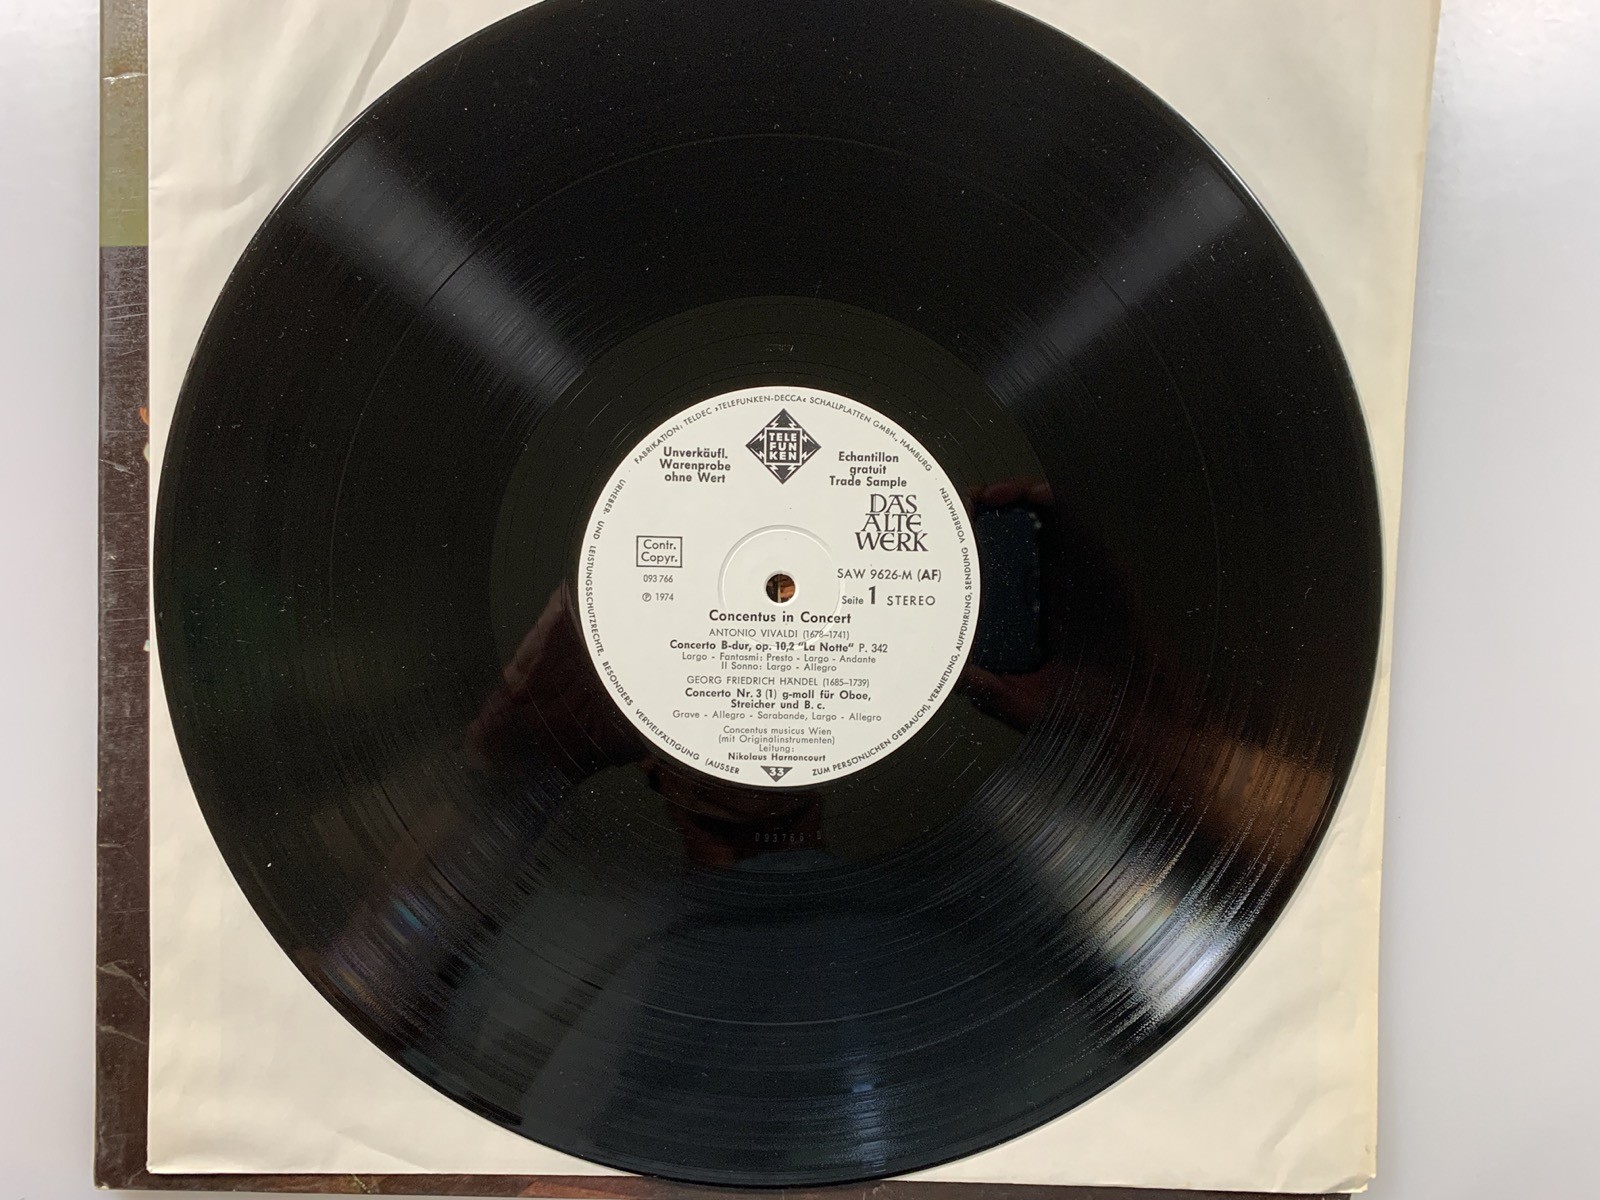 FABRIKATION: TELDEC »TELEFUNKEN-DECCA« SCHALLPLATTEN GMBH., HAMBURG
TELE
FUN
KEN
Unverkäufl.
Warenprobe
ohne Wert
Echantillon
gratuit
Trade Sample
DAS
ALTE
WERK
Contr.
Copyr.
093 766
℗ 1974
SAW 9626-M (AF)
Seite 1 STEREO
Concentus in Concert
ANTONIO VIVALDI (1678–1741)
Concerto B-dur, op. 10,2 "La Notte" P. 342
Largo - Fantasmi: Presto - Largo - Andante
Il Sonno: Largo - Allegro
GEORG FRIEDRICH HÄNDEL (1685–1739)
Concerto Nr. 3 (1) g-moll für Oboe,
Streicher und B. c.
Grave - Allegro - Sarabande, Largo - Allegro
Concentus musicus Wien
(mit Originalinstrumenten)
Leitung:
Nikolaus Harnoncourt
33
URHEBER- UND LEISTUNGSSCHUTZRECHTE, BESONDERS VERVIELFÄLTIGUNG (AUSSER ZUM PERSÖNLICHEN GEBRAUCH), VERMIETUNG, AUFFÜHRUNG, SENDUNG VORBEHALTEN